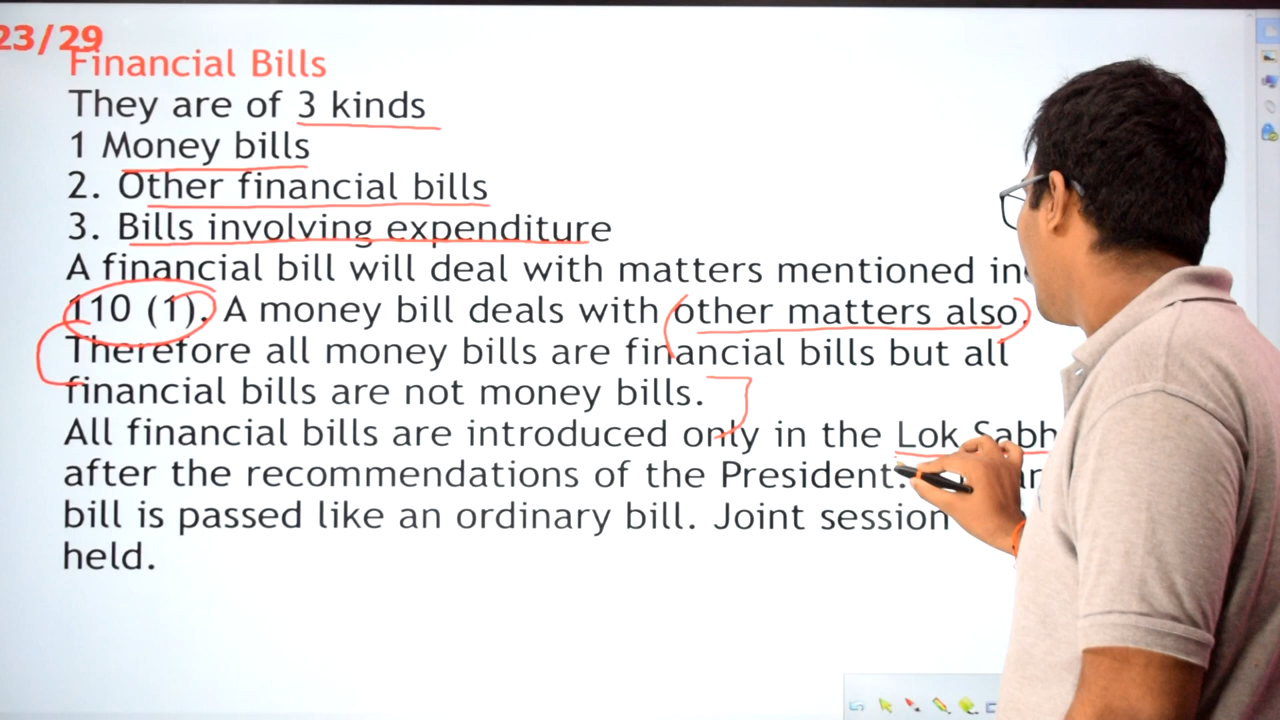 23/29
Financial Bills
They are of 3 kinds
1 Money bills
2. Other financial bills
3. Bills involving expenditure
A financial bill will deal with matters mentioned in
110 (1). A money bill deals with other matters also.
Therefore all money bills are financial bills but all
financial bills are not money bills.
All financial bills are introduced only in the Lok
after the recommendations of the President.
bill is passed like an ordinary bill. Joint session
held.